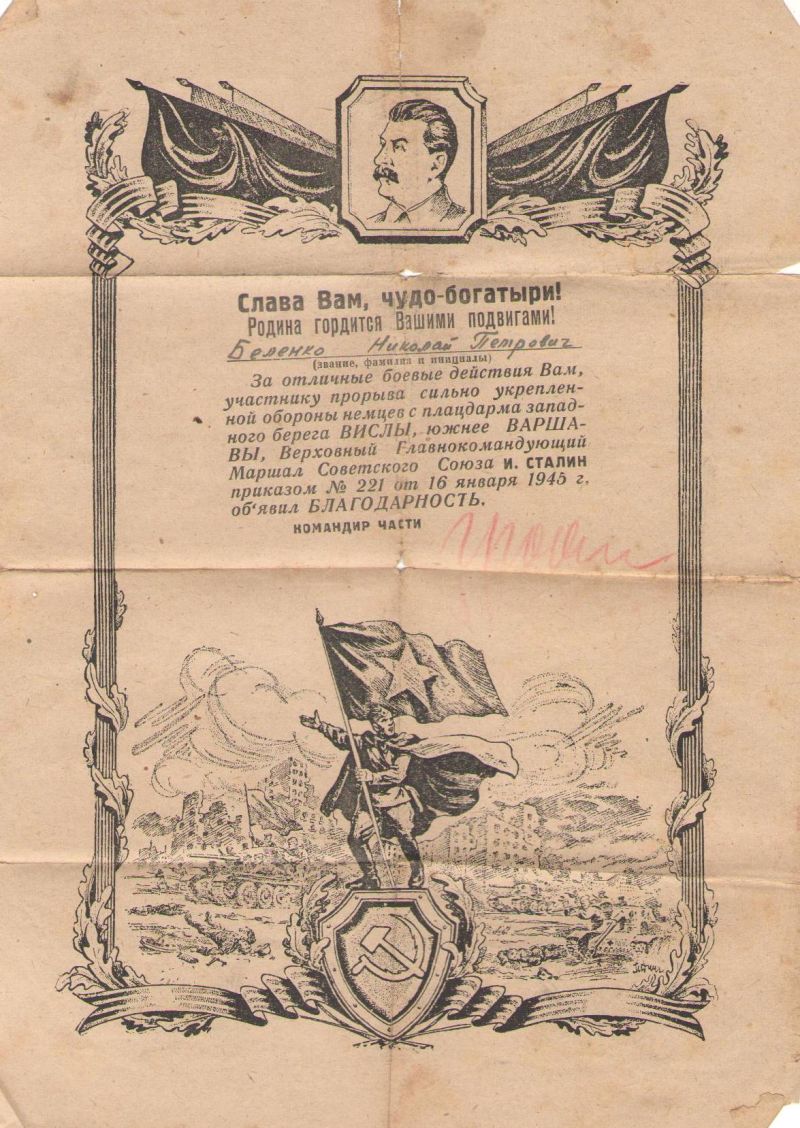 Слава Вам, чудо-богатыри!
Родина гордится Вашими подвигами!
Беленко Николай Петрович
(звание, фамилия и инициалы)
За отличные боевые действия Вам,
участнику прорыва сильно укреплен-
ной обороны немцев с плацдарма запад-
ного берега ВИСЛЫ, южнее ВАРША-
ВЫ, Верховный Главнокомандующий
Маршал Советского Союза И. СТАЛИН
приказом № 221 от 16 января 1945 г.
об‘явил БЛАГОДАРНОСТЬ.
КОМАНДИР ЧАСТИ